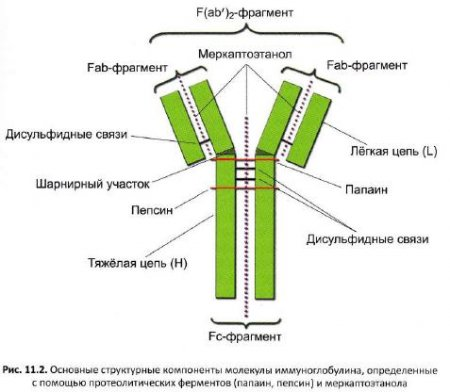 F(ab')₂-фрагмент
Меркаптоэтанол
Fab-фрагмент
Fab-фрагмент
Дисульфидные связи
Лёгкая цепь (L)
Шарнирный участок
Папаин
Пепсин
Дисульфидные связи
Тяжёлая цепь (H)
Fc-фрагмент
Рис. 11.2. Основные структурные компоненты молекулы иммуноглобулина, определенные
с помощью протеолитических ферментов (папаин, пепсин) и меркаптоэтанола